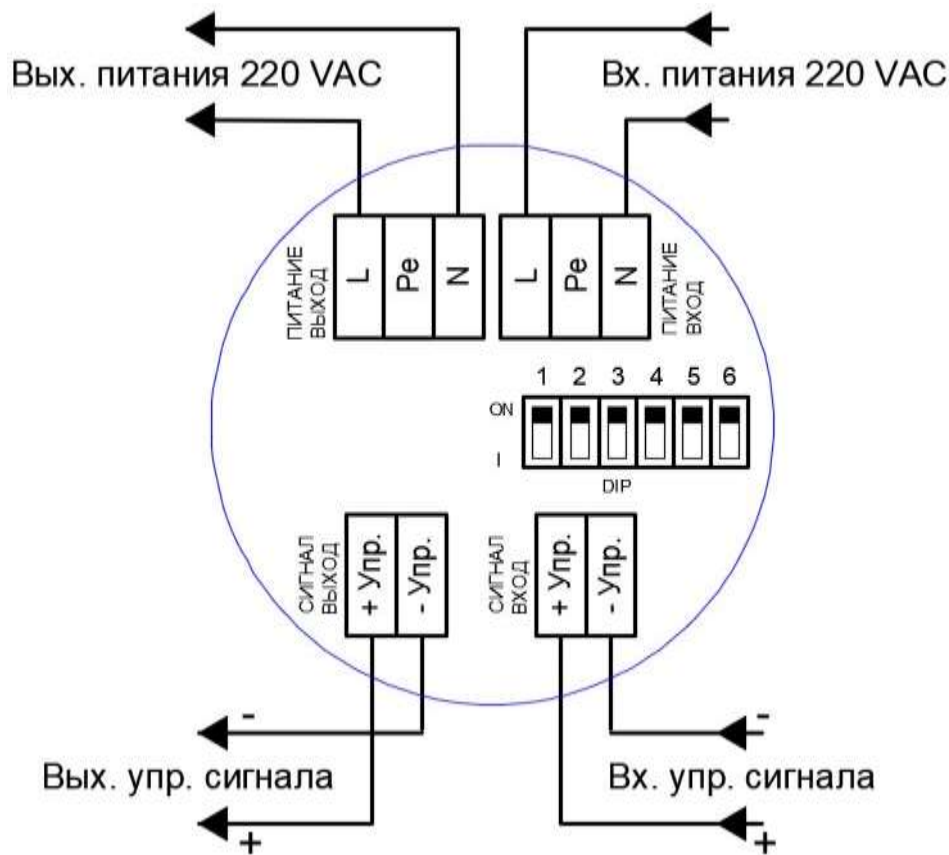 Вых. питания 220 VAC
Вх. питания 220 VAC
ПИТАНИЕ
ВЫХОД
L
Pe
N
L
Pe
N
ПИТАНИЕ
ВХОД
1 2 3 4 5 6
ON
I
DIP
СИГНАЛ
ВЫХОД
+ Упр.
- Упр.
СИГНАЛ
ВХОД
+ Упр.
- Упр.
-
-
Вых. упр. сигнала
Вх. упр. сигнала
+
+